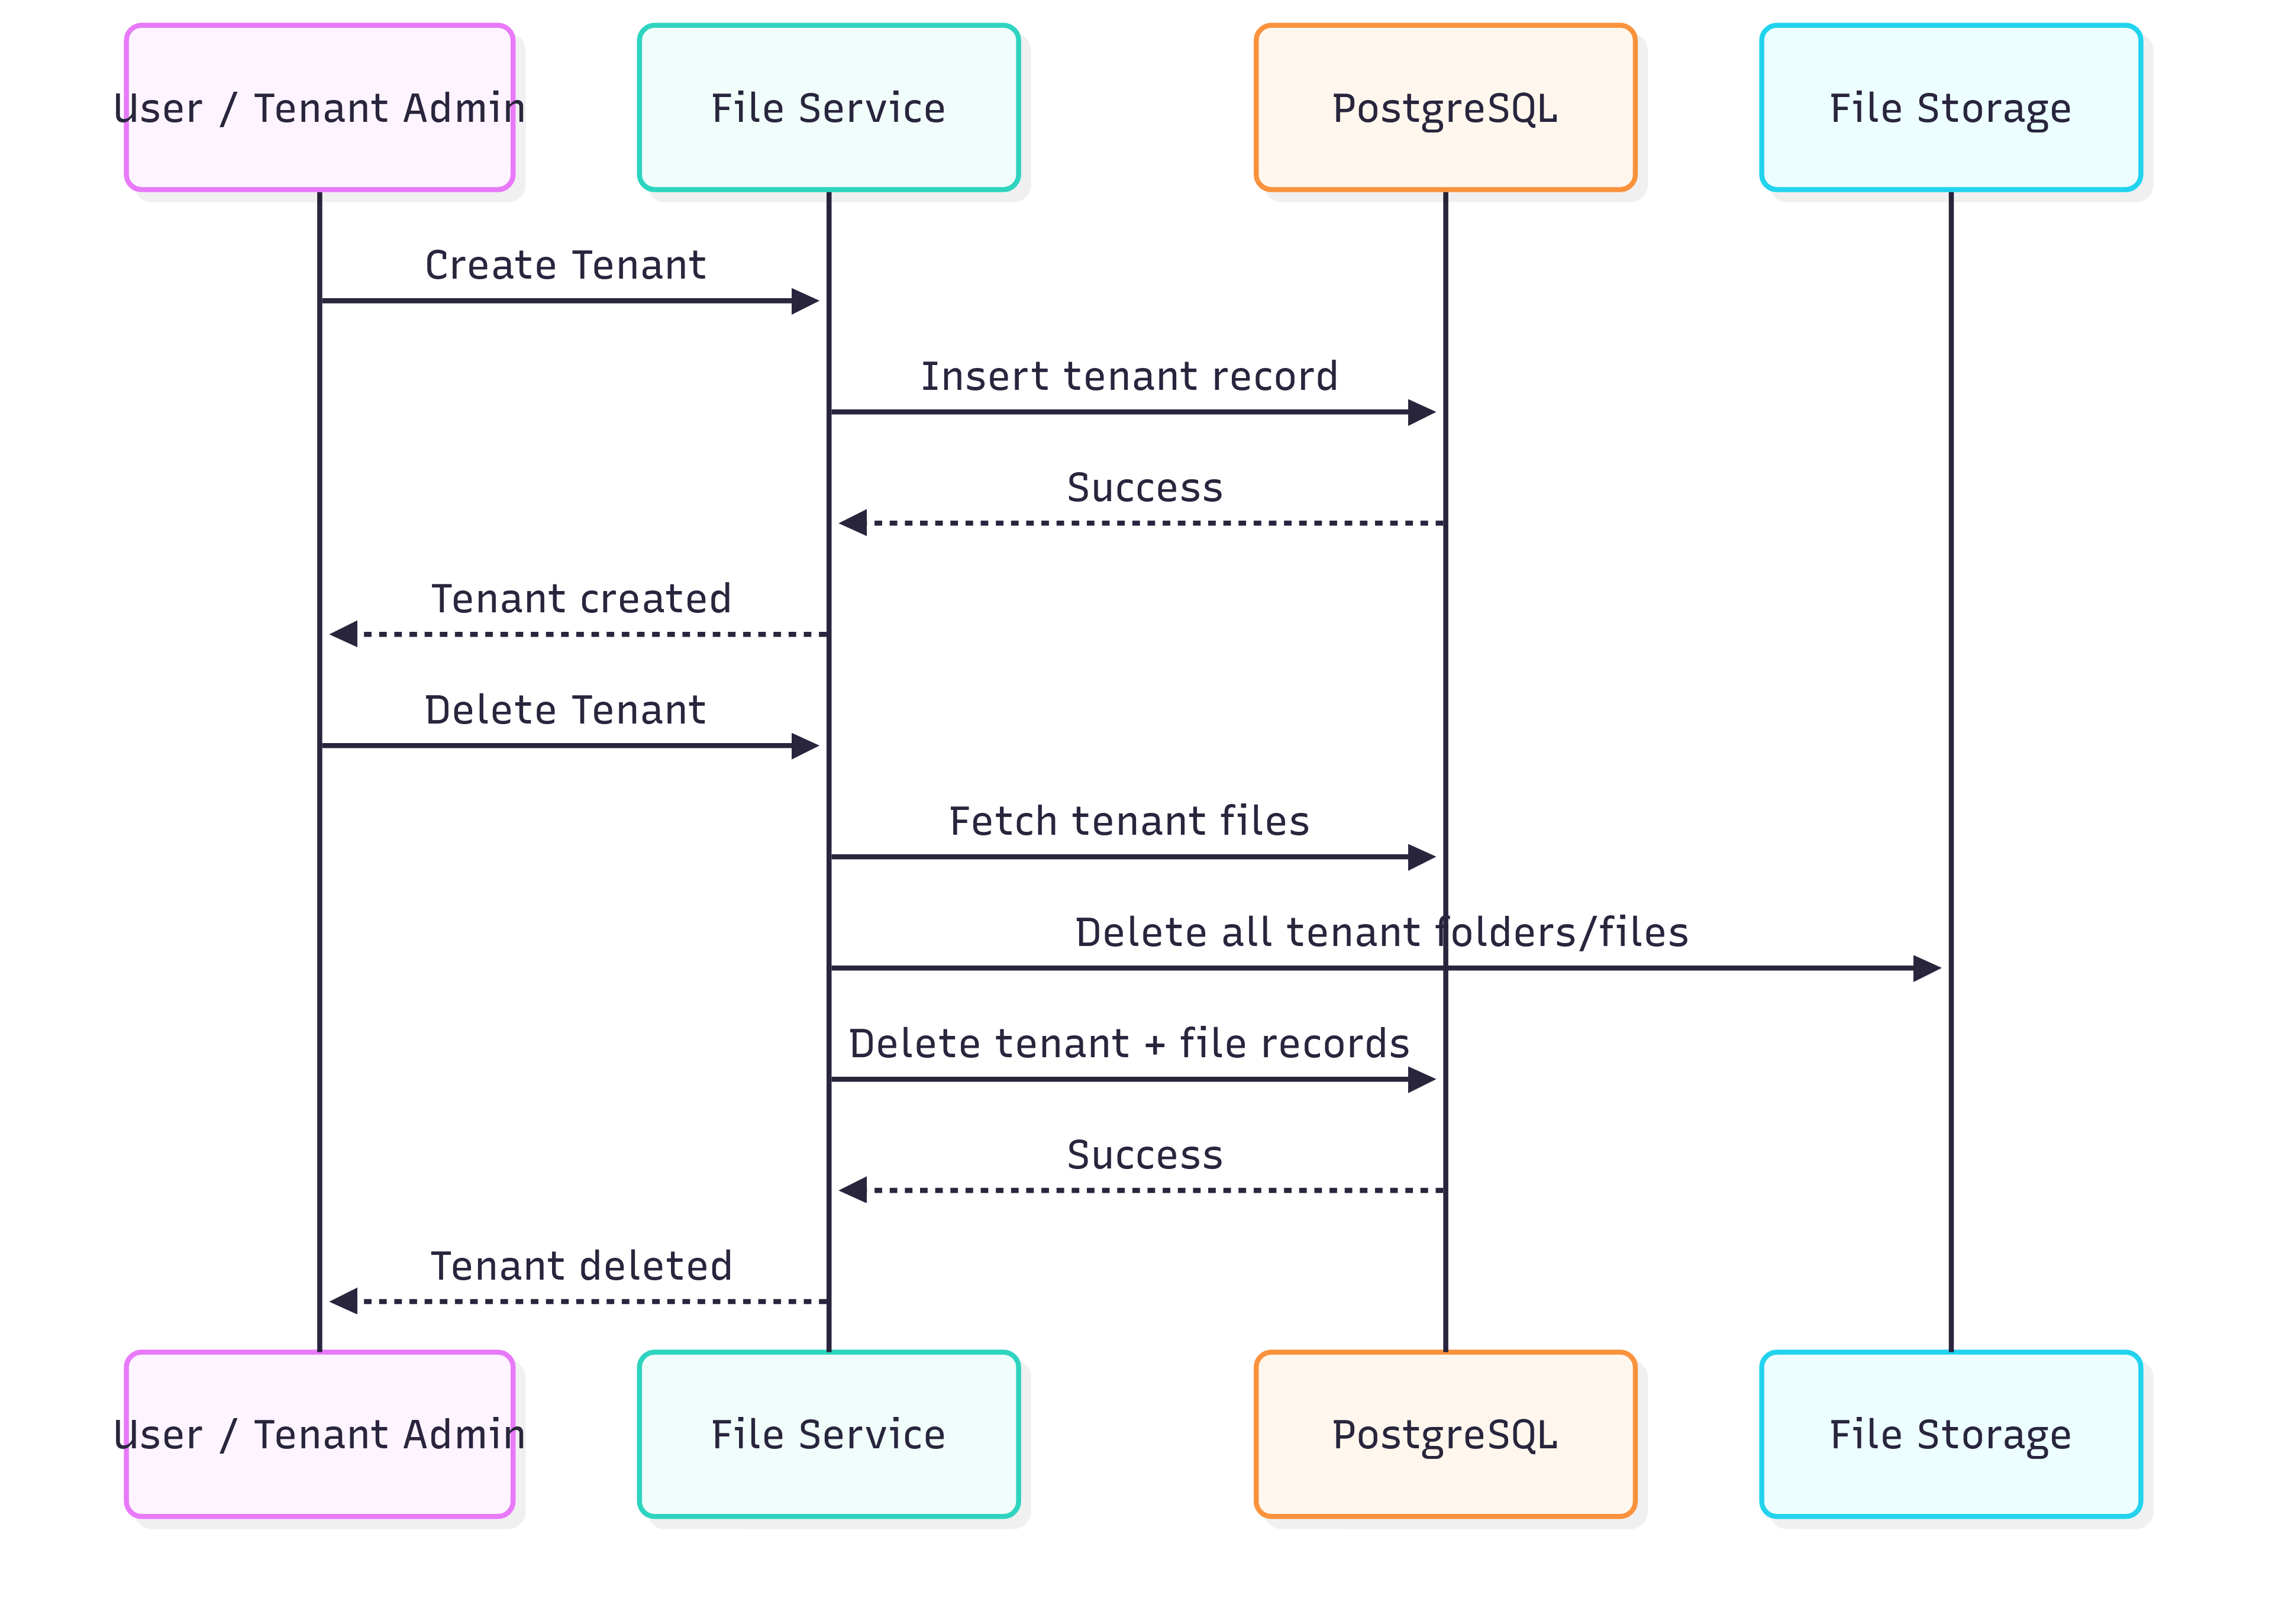 User / Tenant Admin
File Service
PostgreSQL
File Storage
Create Tenant
Insert tenant record
Success
Tenant created
Delete Tenant
Fetch tenant files
Delete all tenant folders/files
Delete tenant + file records
Success
Tenant deleted
User / Tenant Admin
File Service
PostgreSQL
File Storage